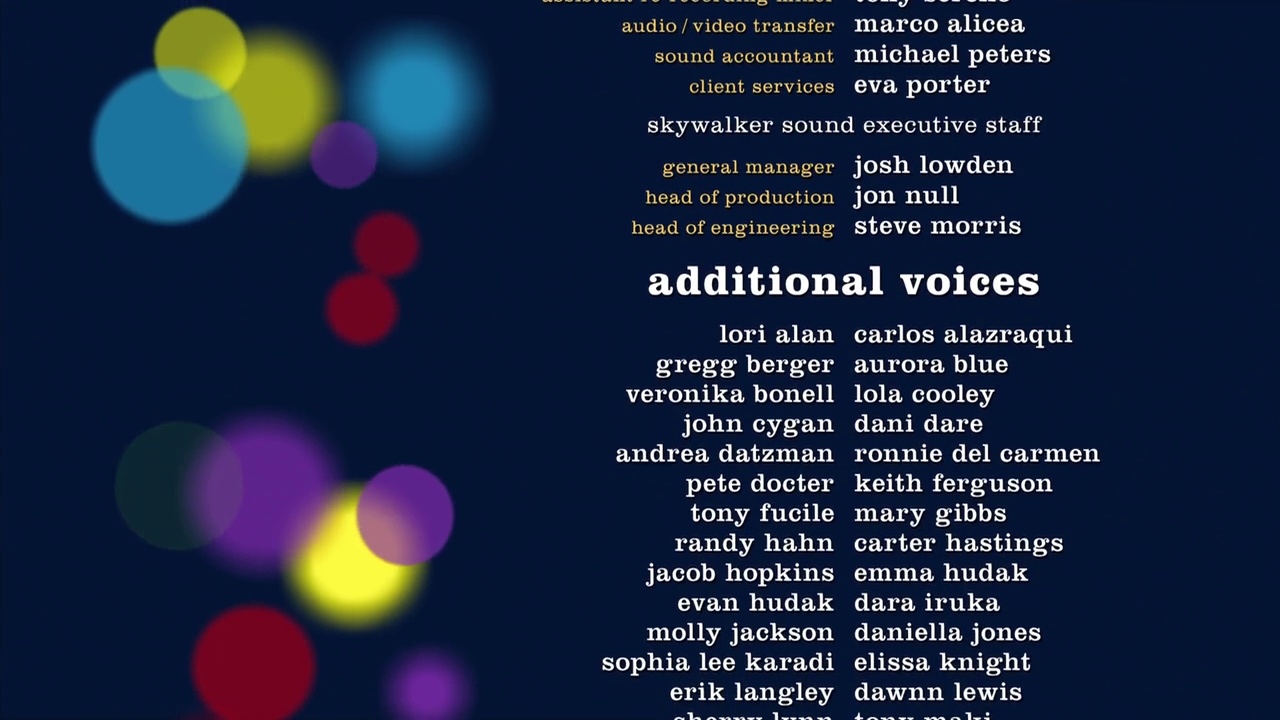 audio / video transfer marco alicea
sound accountant michael peters
client services eva porter
skywalker sound executive staff
general manager josh lowden
head of production jon null
head of engineering steve morris
additional voices
lori alan carlos alazraqui
gregg berger aurora blue
veronika bonell lola cooley
john cygan dani dare
andrea datzman ronnie del carmen
pete docter keith ferguson
tony fucile mary gibbs
randy hahn carter hastings
jacob hopkins emma hudak
evan hudak dara iruka
molly jackson daniella jones
sophia lee karadi elissa knight
erik langley dawnn lewis